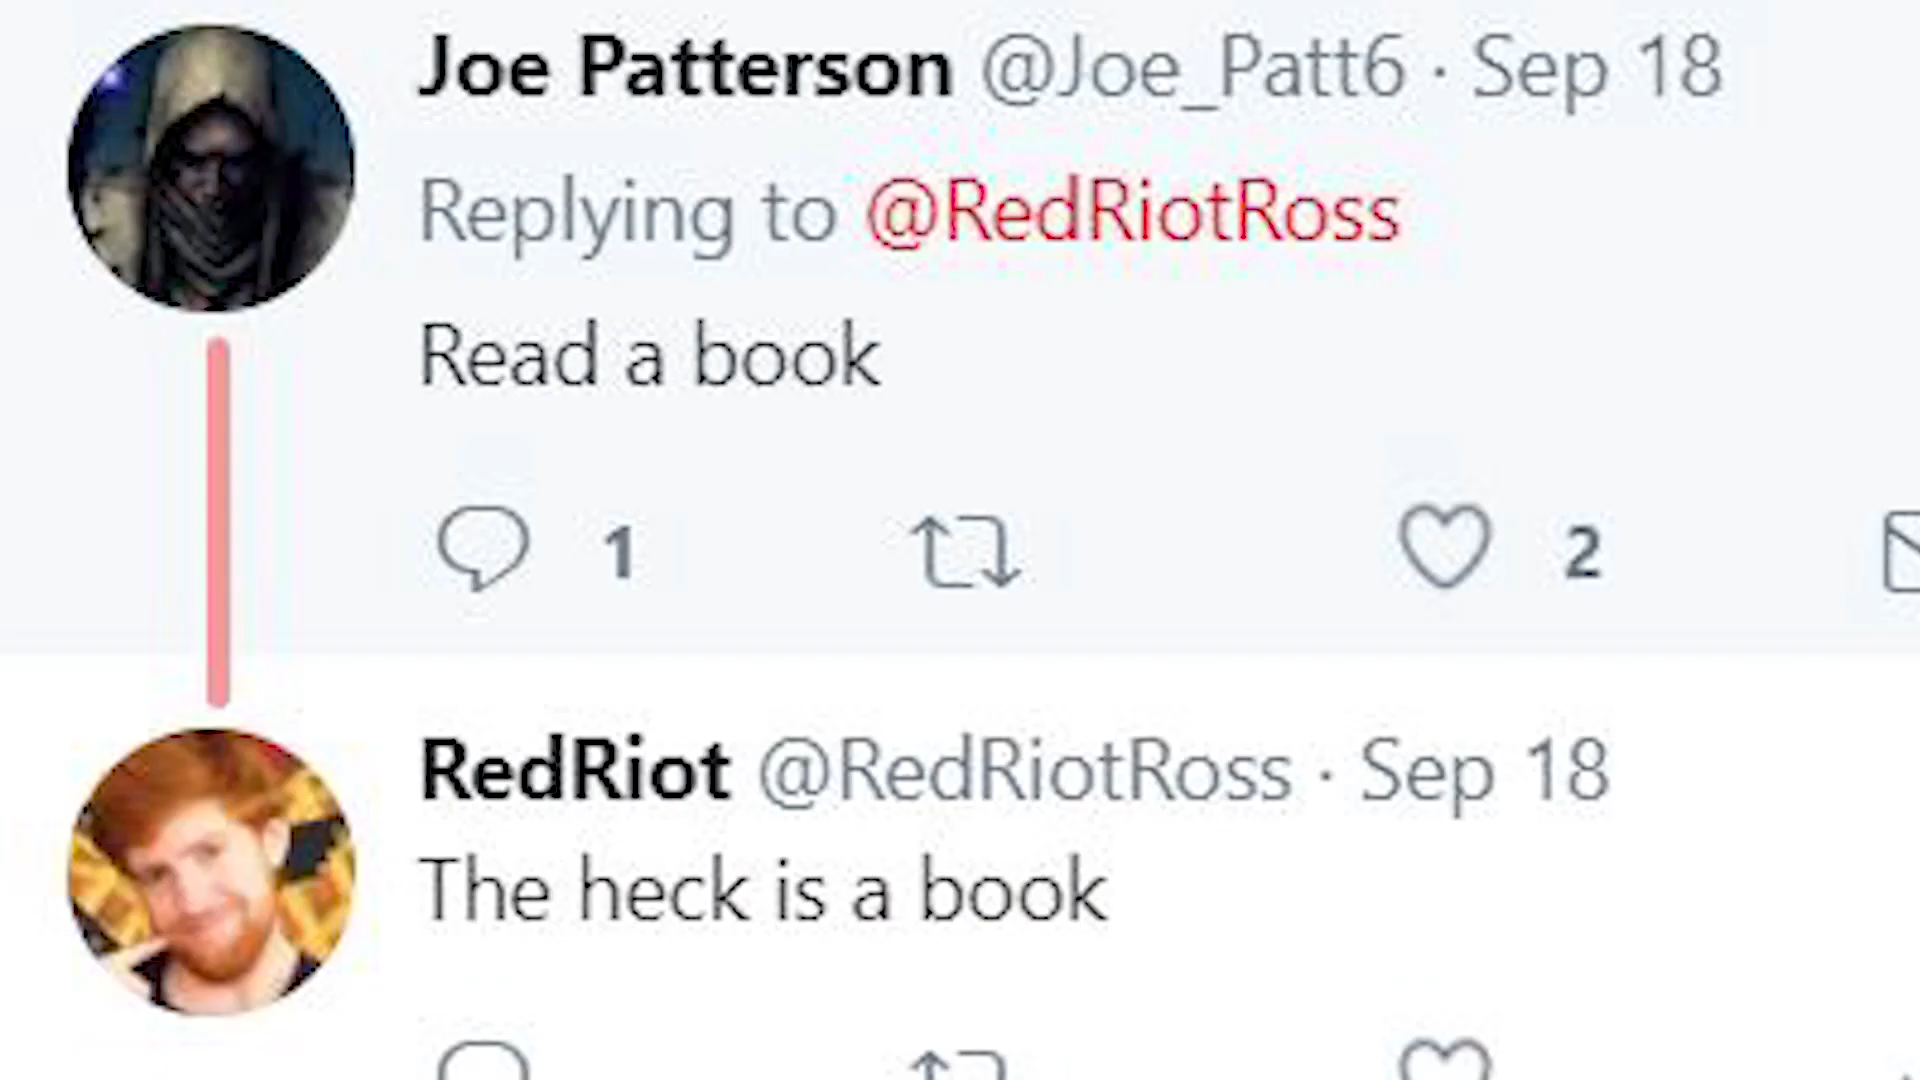 Joe Patterson @Joe_Patt6 · Sep 18
Replying to @RedRiotRoss
Read a book
1 2
RedRiot @RedRiotRoss · Sep 18
The heck is a book